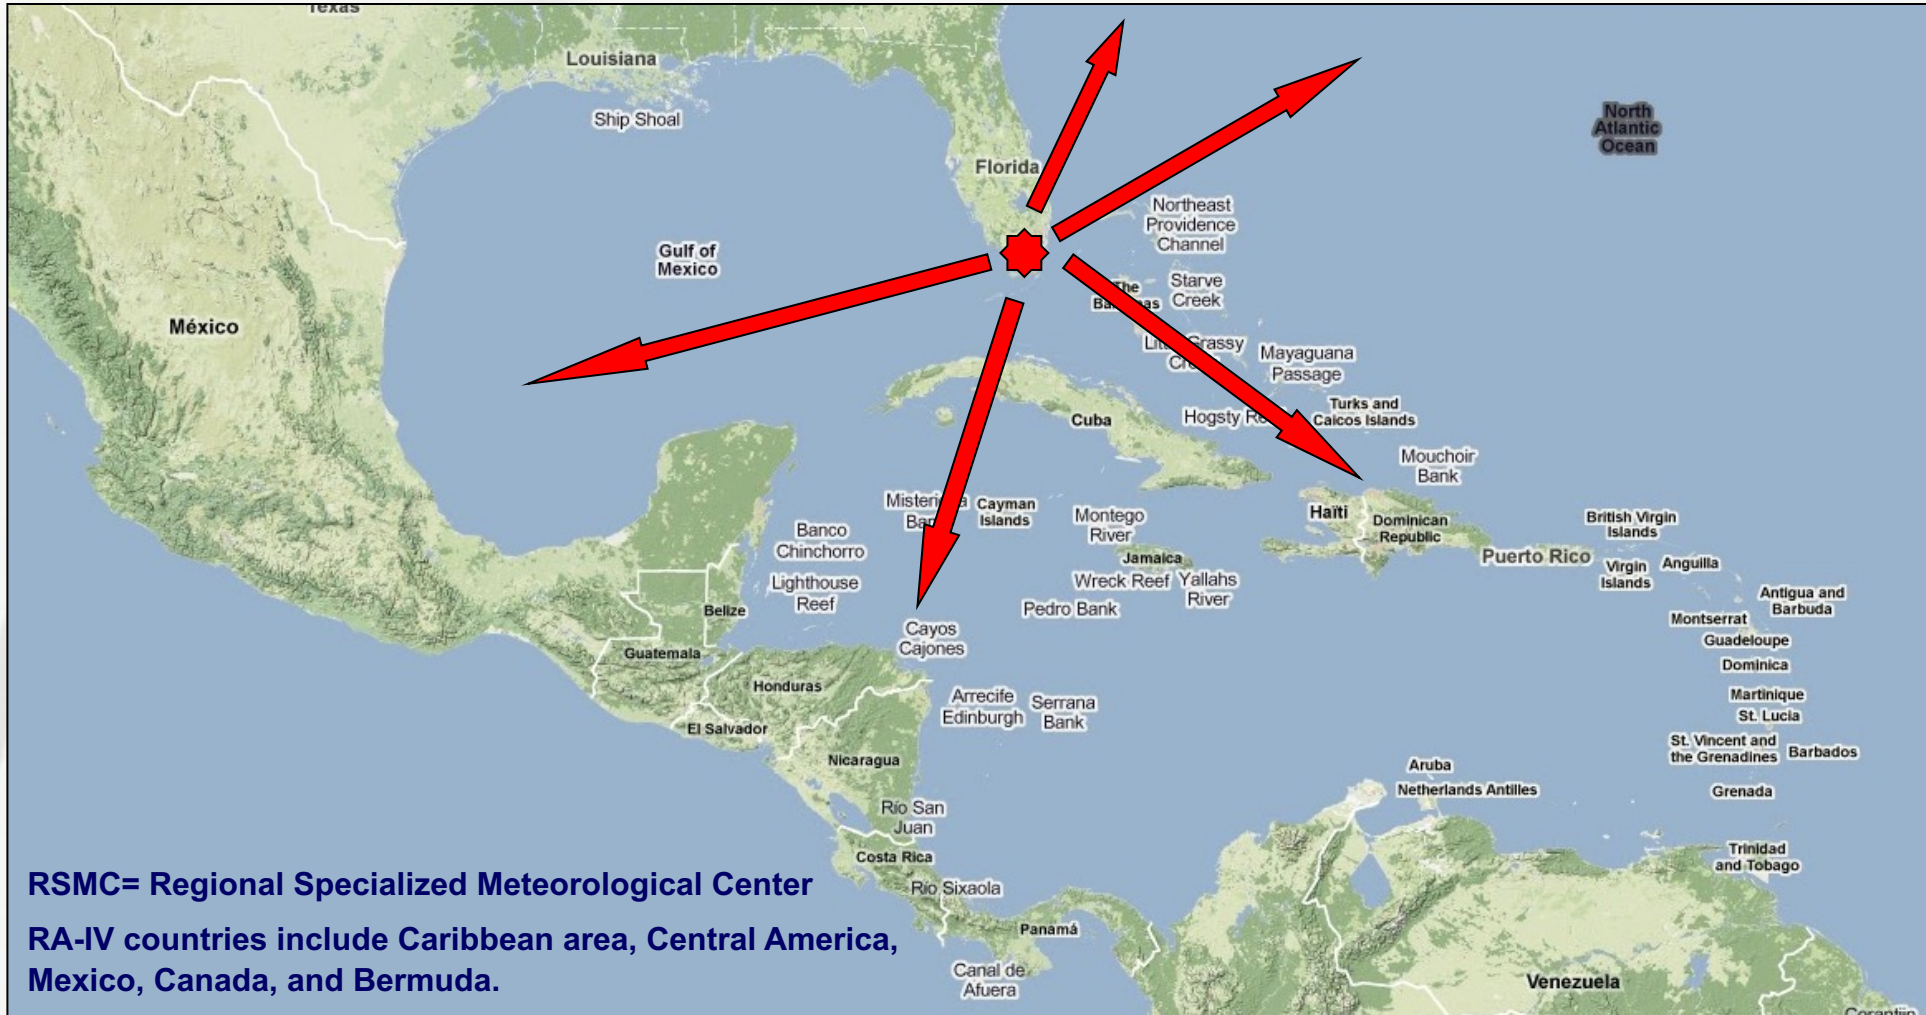 Texas
Louisiana
Ship Shoal
Florida
North
Atlantic
Ocean
Northeast
Providence
Channel
Gulf of
Mexico
The
Starve
Creek
México
Grassy
Mayaguana
Passage
Turks and
Caicos Islands
Hogsty
Cuba
Mouchoir
Bank
Cayman
Islands
Montego
River
Haïti
Dominican
Republic
British Virgin
Islands
Banco
Chinchorro
Jamaica
Puerto Rico
Virgin
Islands
Anguilla
Lighthouse
Reef
Wreck Reef
Yallahs
River
Antigua and
Barbuda
Belize
Pedro Bank
Montserrat
Cayos
Cajones
Guadeloupe
Guatemala
Dominica
Honduras
Arrecife
Edinburgh
Serrana
Bank
Martinique
St. Lucia
El Salvador
St. Vincent and
the Grenadines
Barbados
Nicaragua
Aruba
Netherlands Antilles
Grenada
Río San
Juan
Costa Rica
Trinidad
and Tobago
Río Sixaola
RSMC= Regional Specialized Meteorological Center
RA-IV countries include Caribbean area, Central America,
Mexico, Canada, and Bermuda.
Panamá
Canal de
Afuera
Venezuela